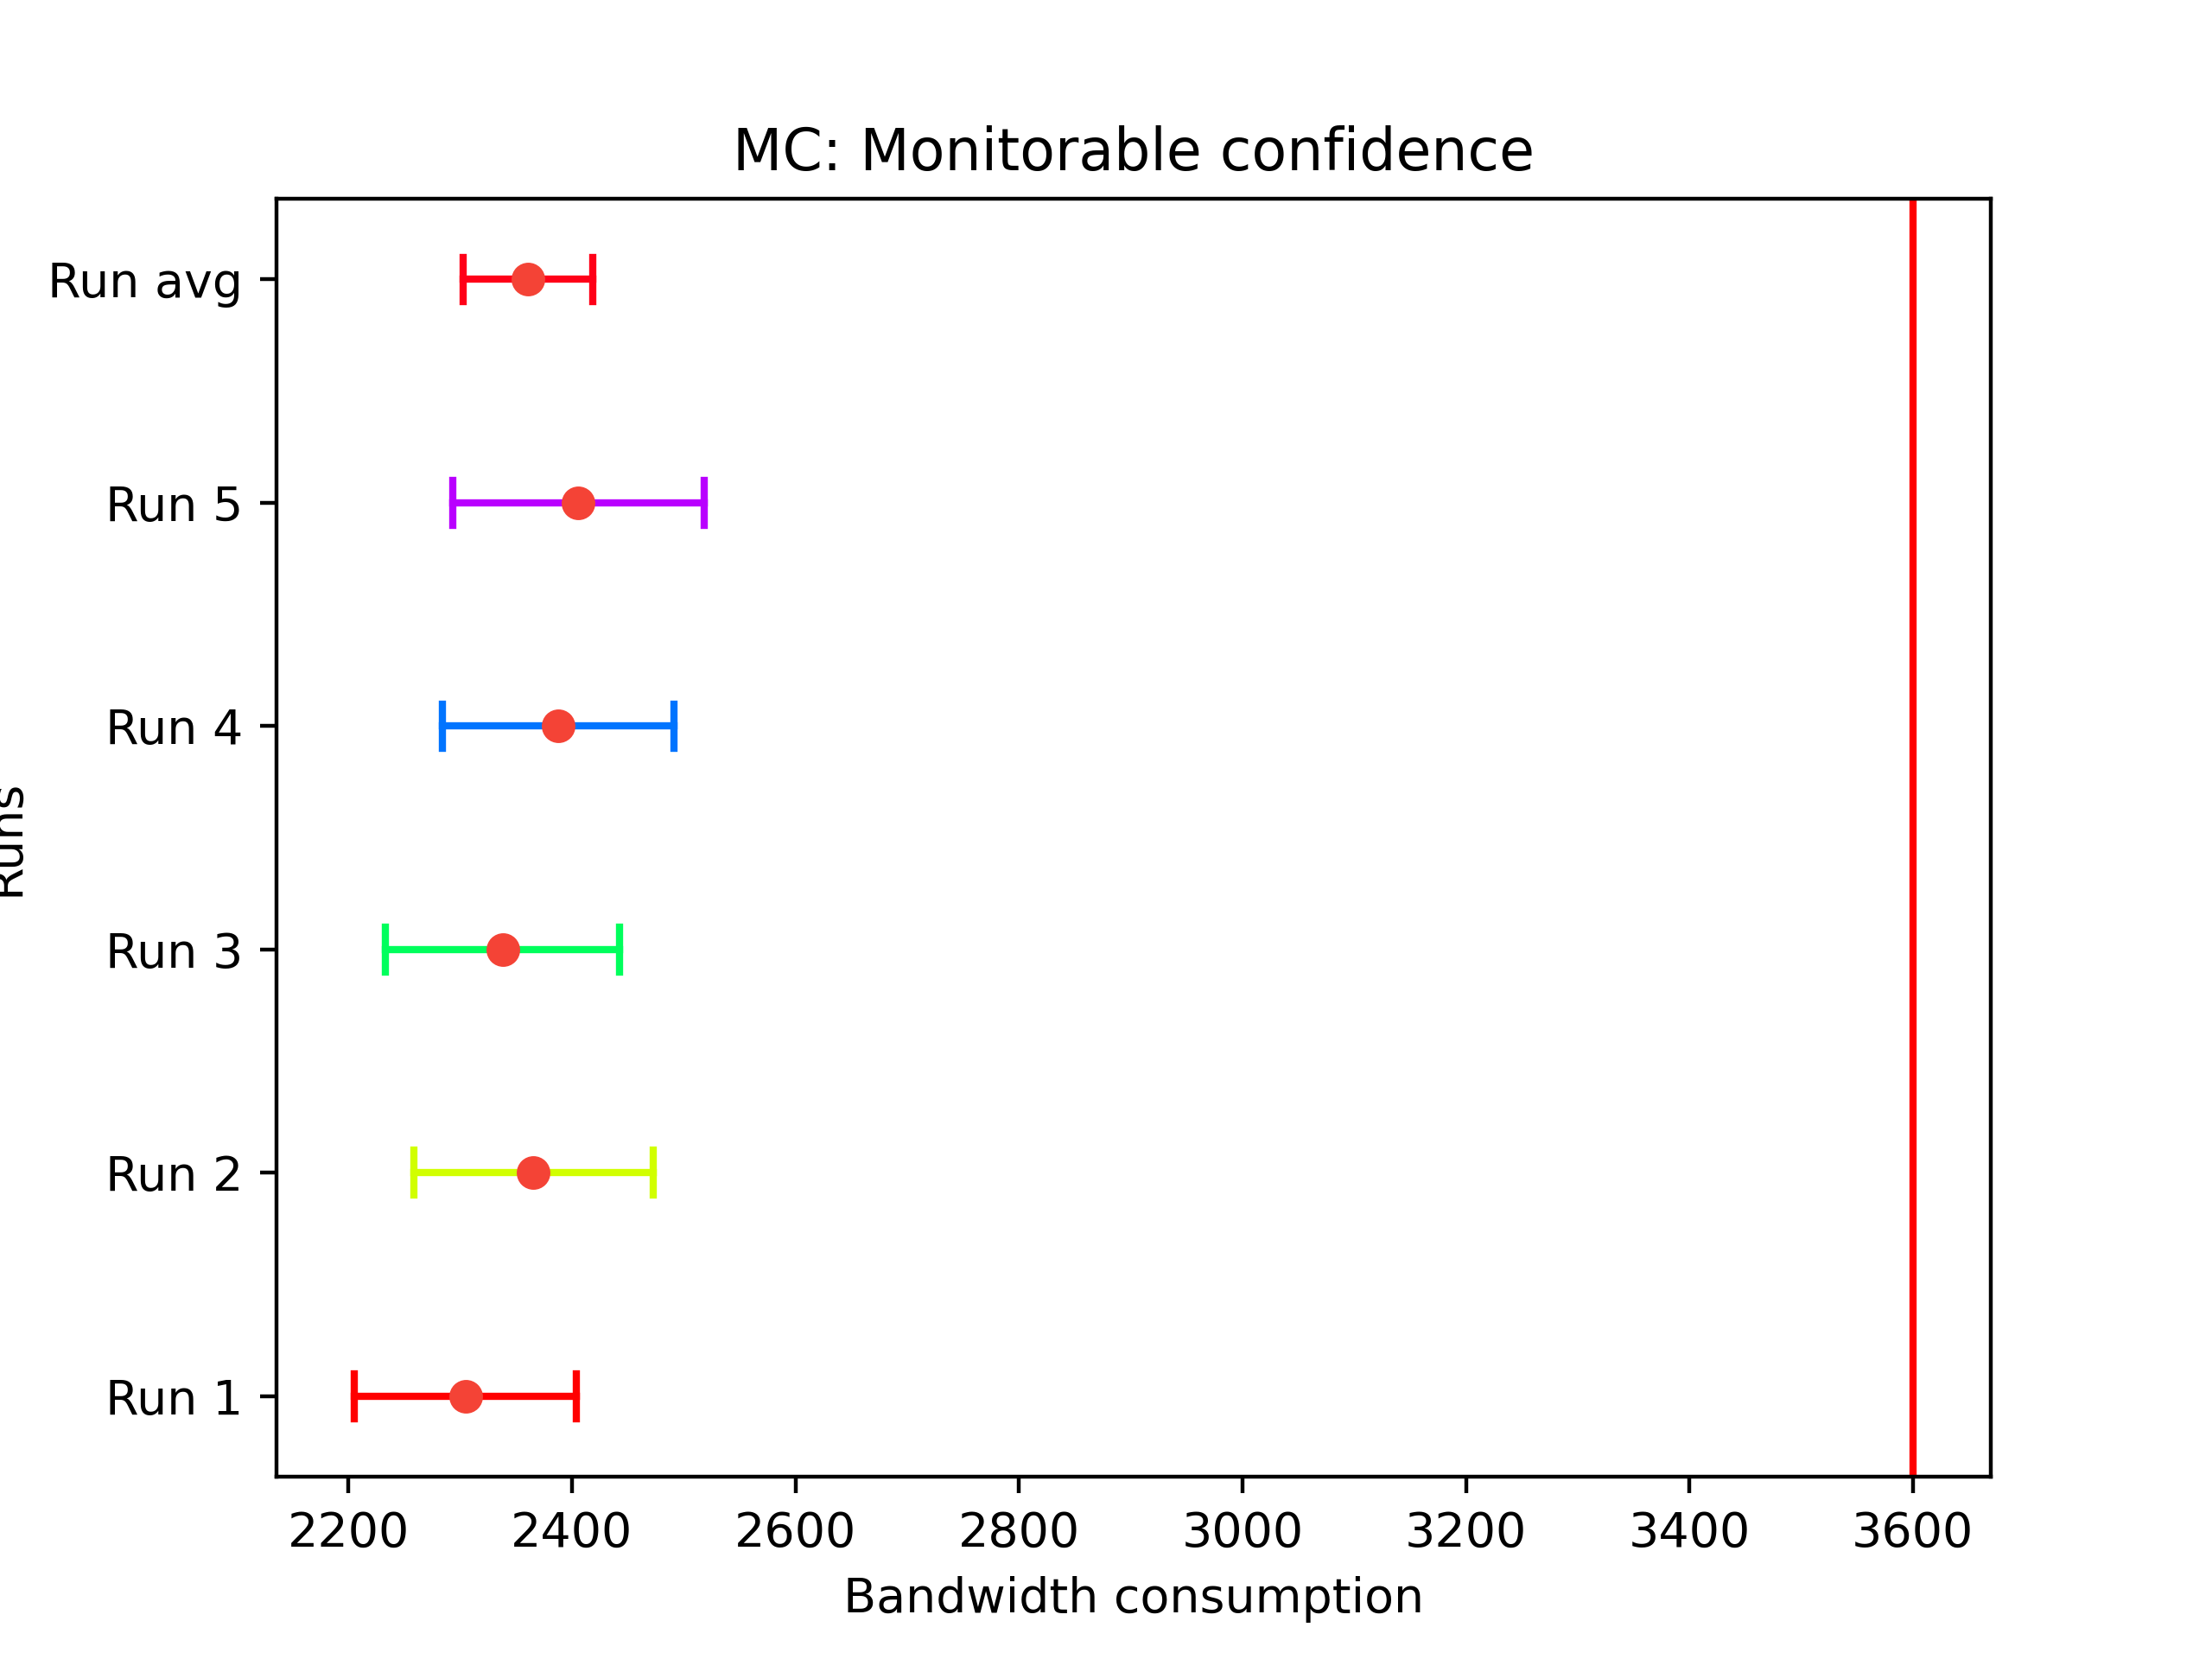 MC: Monitorable confidence
Run avg
Run 5
Run 4
Run 3
Run 2
Run 1
Runs
2200 2400 2600 2800 3000 3200 3400 3600
Bandwidth consumption